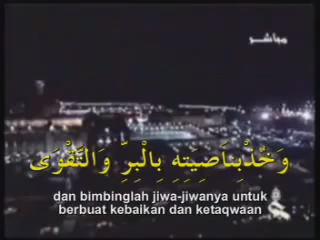 مباشر
وَخُذْبِنَاصِيَتِهِ بِالْبِرِّ وَالتَّقْوَى
dan bimbinglah jiwa-jiwanya untuk
berbuat kebaikan dan ketaqwaan